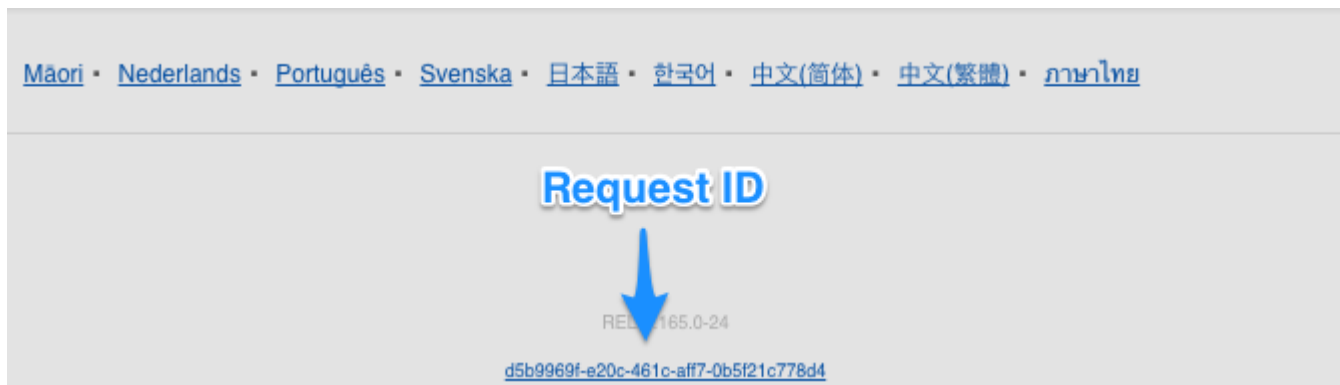 Māori ▪ Nederlands ▪ Português ▪ Svenska ▪ 日本語 ▪ 한국어 ▪ 中文(简体) ▪ 中文(繁體) ▪ ภาษาไทย
Request ID
165.0-24
d5b9969f-e20c-461c-aff7-0b5f21c778d4